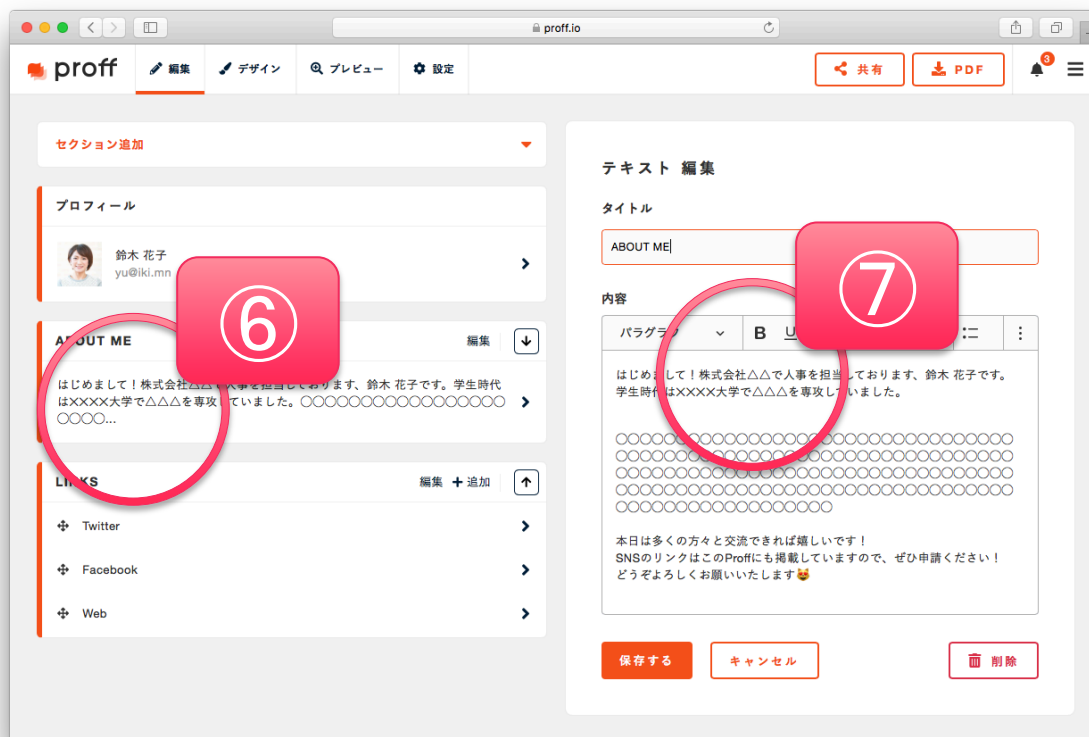 proff.io
proff
編集
デザイン
プレビュー
設定
共有
PDF
3
セクション追加
プロフィール
鈴木 花子
yu@iki.mn
⑥
ABOUT ME
編集
はじめまして！株式会社△△で人事を担当しております、鈴木 花子です。学生時代
は××××大学で△△△を専攻していました。〇〇〇〇〇〇〇〇〇〇〇〇〇〇〇〇〇
〇〇〇〇...
LINKS
編集
追加
Twitter
Facebook
Web
テキスト 編集
タイトル
ABOUT ME
⑦
内容
パラグラフ
B
U
はじめまして！株式会社△△で人事を担当しております、鈴木 花子です。
学生時代は××××大学で△△△を専攻していました。
〇〇〇〇〇〇〇〇〇〇〇〇〇〇〇〇〇〇〇〇〇〇〇〇〇〇〇〇〇〇〇〇〇
〇〇〇〇〇〇〇〇〇〇〇〇〇〇〇〇〇〇〇〇〇〇〇〇〇〇〇〇〇〇〇〇〇
〇〇〇〇〇〇〇〇〇〇〇〇〇〇〇〇〇〇〇〇〇〇〇〇〇〇〇〇〇〇〇〇〇
〇〇〇〇〇〇〇〇〇〇〇〇〇〇〇〇〇〇〇〇〇〇〇〇〇〇〇〇〇〇〇〇〇
〇〇〇〇〇〇〇〇〇〇〇〇〇〇〇〇〇〇
本日は多くの方々と交流できれば嬉しいです！
SNSのリンクはこのProffにも掲載していますので、ぜひ申請ください！
どうぞよろしくお願いいたします😻
保存する
キャンセル
削除